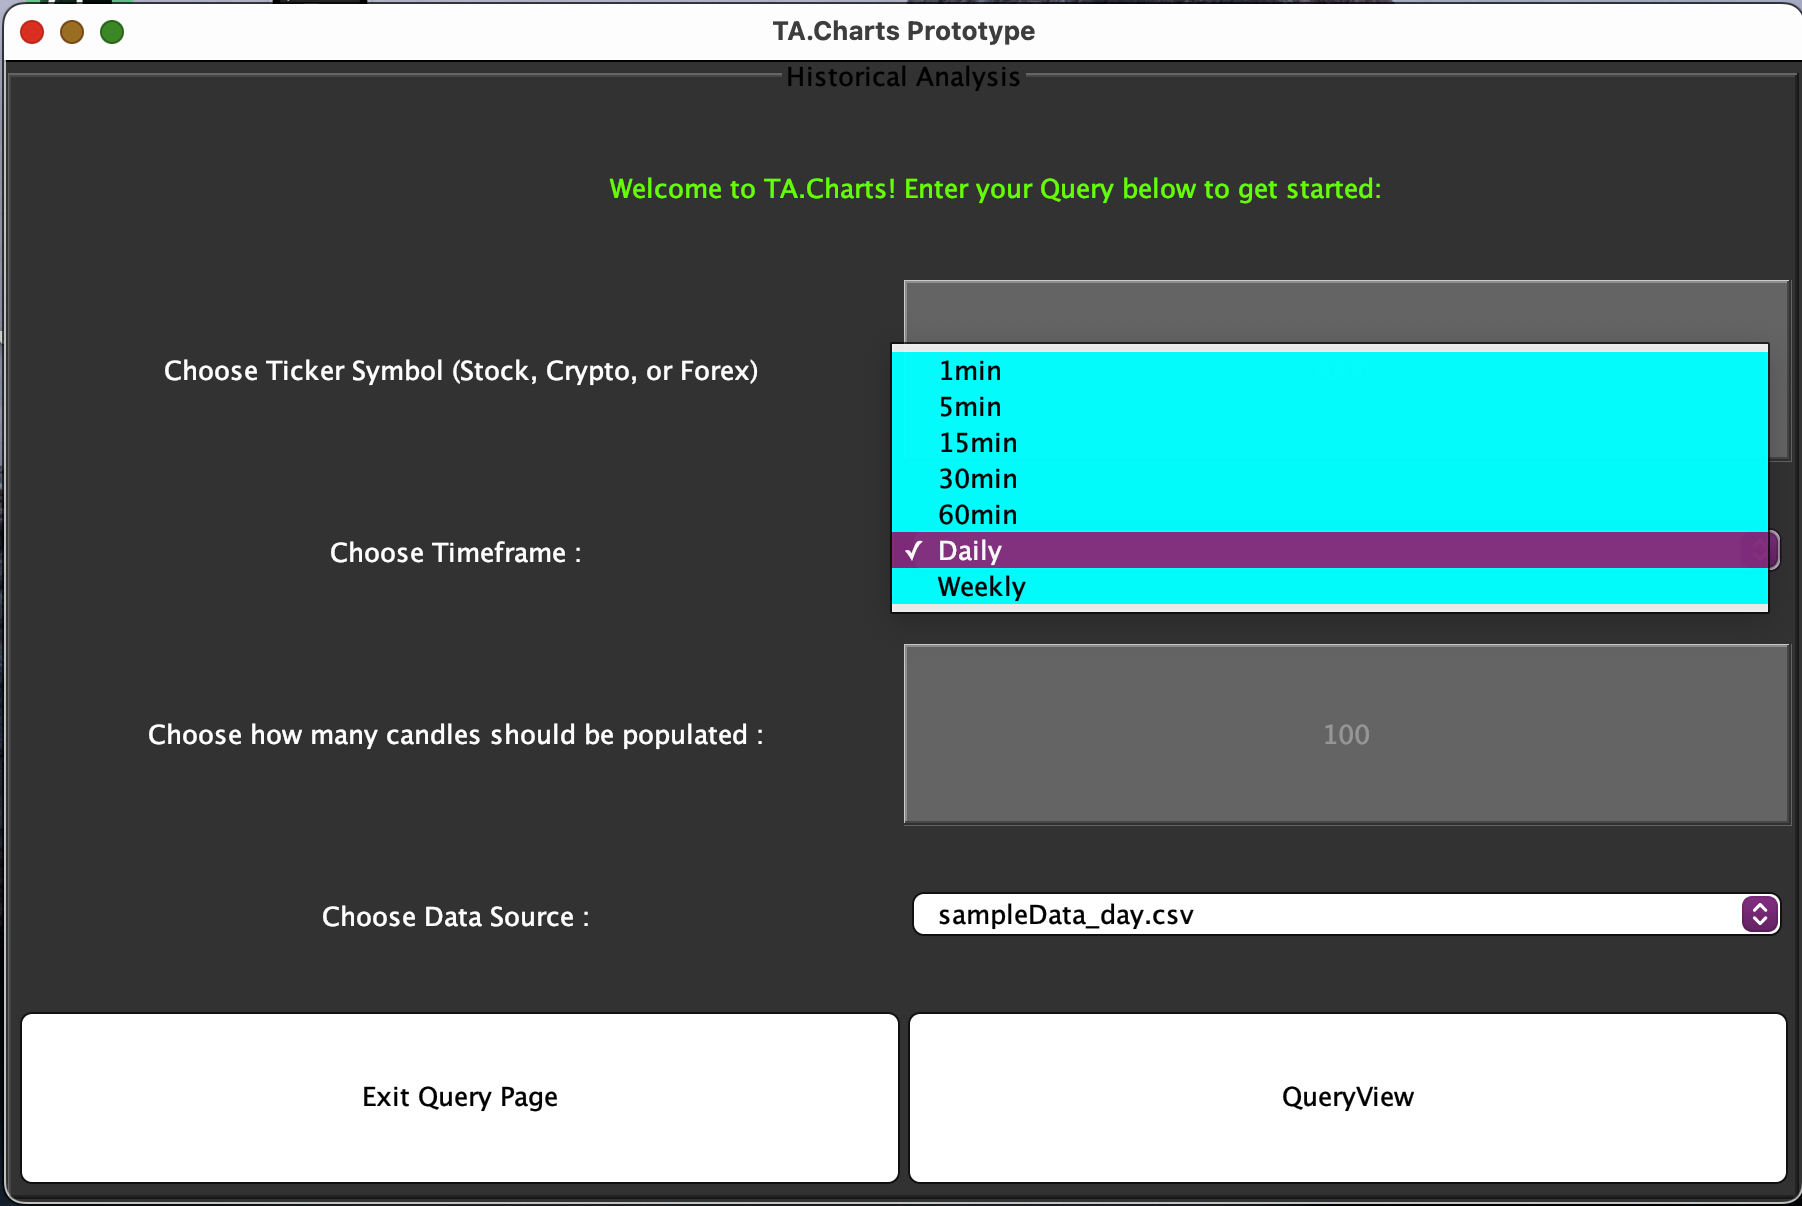 TA.Charts Prototype
Historical Analysis
Welcome to TA.Charts! Enter your Query below to get started:
Choose Ticker Symbol (Stock, Crypto, or Forex)
1min
5min
15min
30min
60min
Choose Timeframe :
✓ Daily
Weekly
Choose how many candles should be populated :
100
Choose Data Source :
sampleData_day.csv
Exit Query Page
QueryView